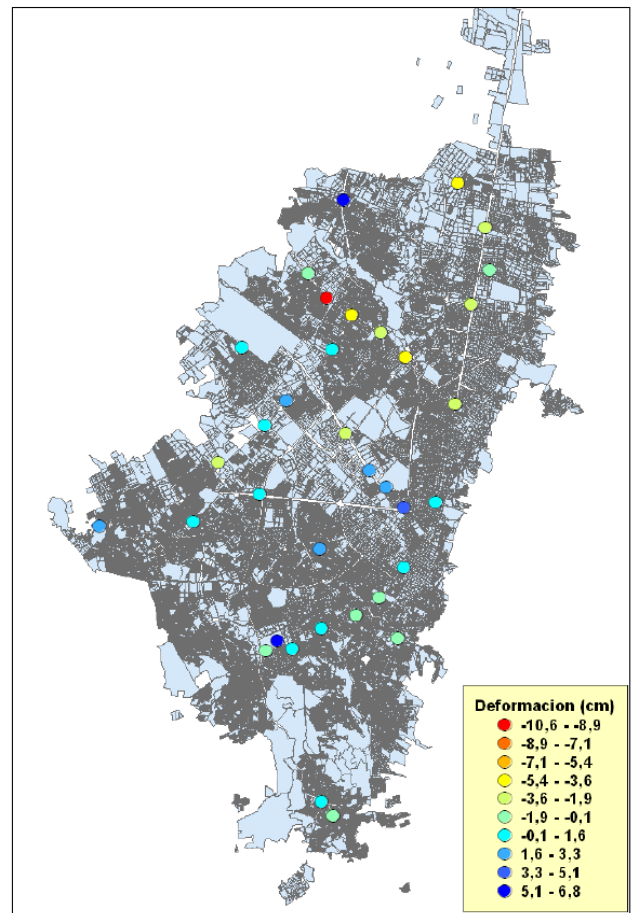 Deformacion (cm)
-10,6 - -8,9
-8,9 - -7,1
-7,1 - -5,4
-5,4 - -3,6
-3,6 - -1,9
-1,9 - -0,1
-0,1 - 1,6
1,6 - 3,3
3,3 - 5,1
5,1 - 6,8